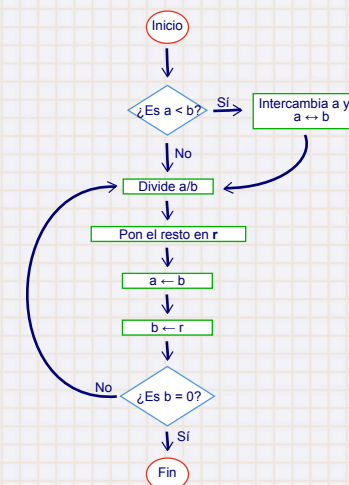 Inicio
¿Es a < b?
Sí
Intercambia a y
a ↔ b
No
Divide a/b
Pon el resto en r
a ← b
b ← r
¿Es b = 0?
No
Sí
Fin